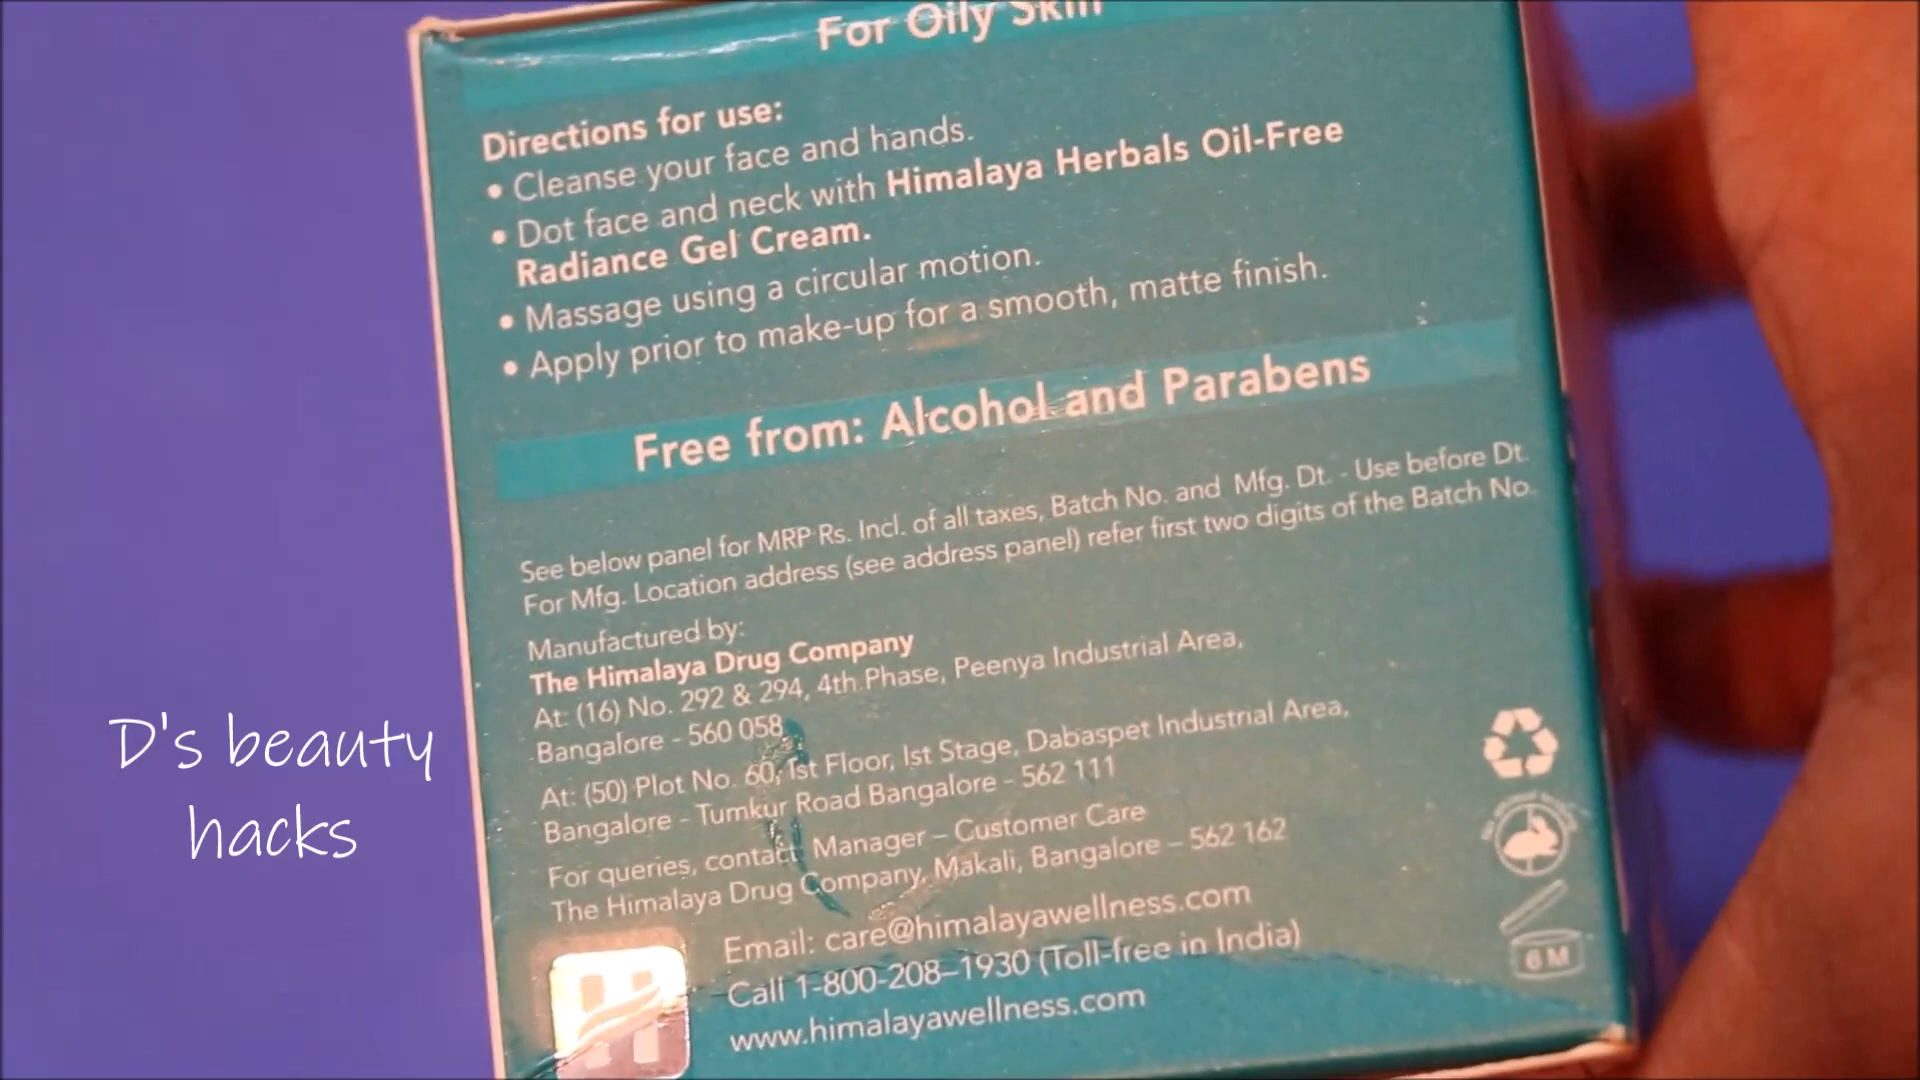 For Oily Skin
Directions for use:
• Cleanse your face and hands.
• Dot face and neck with Himalaya Herbals Oil-Free
Radiance Gel Cream.
• Massage using a circular motion.
• Apply prior to make-up for a smooth, matte finish.
Free from: Alcohol and Parabens
See below panel for MRP Rs. Incl. of all taxes, Batch No. and Mfg. Dt. - Use before Dt.
For Mfg. Location address (see address panel) refer first two digits of the Batch No.
Manufactured by:
The Himalaya Drug Company
At: (16) No. 292 & 294, 4th Phase, Peenya Industrial Area,
Bangalore - 560 058
At: (50) Plot No. 60, 1st Floor, Ist Stage, Dabaspet Industrial Area,
Bangalore - Tumkur Road Bangalore - 562 111
For queries, contact Manager – Customer Care
The Himalaya Drug Company, Makali, Bangalore – 562 162
Email: care@himalayawellness.com
Call 1-800-208–1930 (Toll-free in India)
www.himalayawellness.com
6 M
D's beauty
hacks